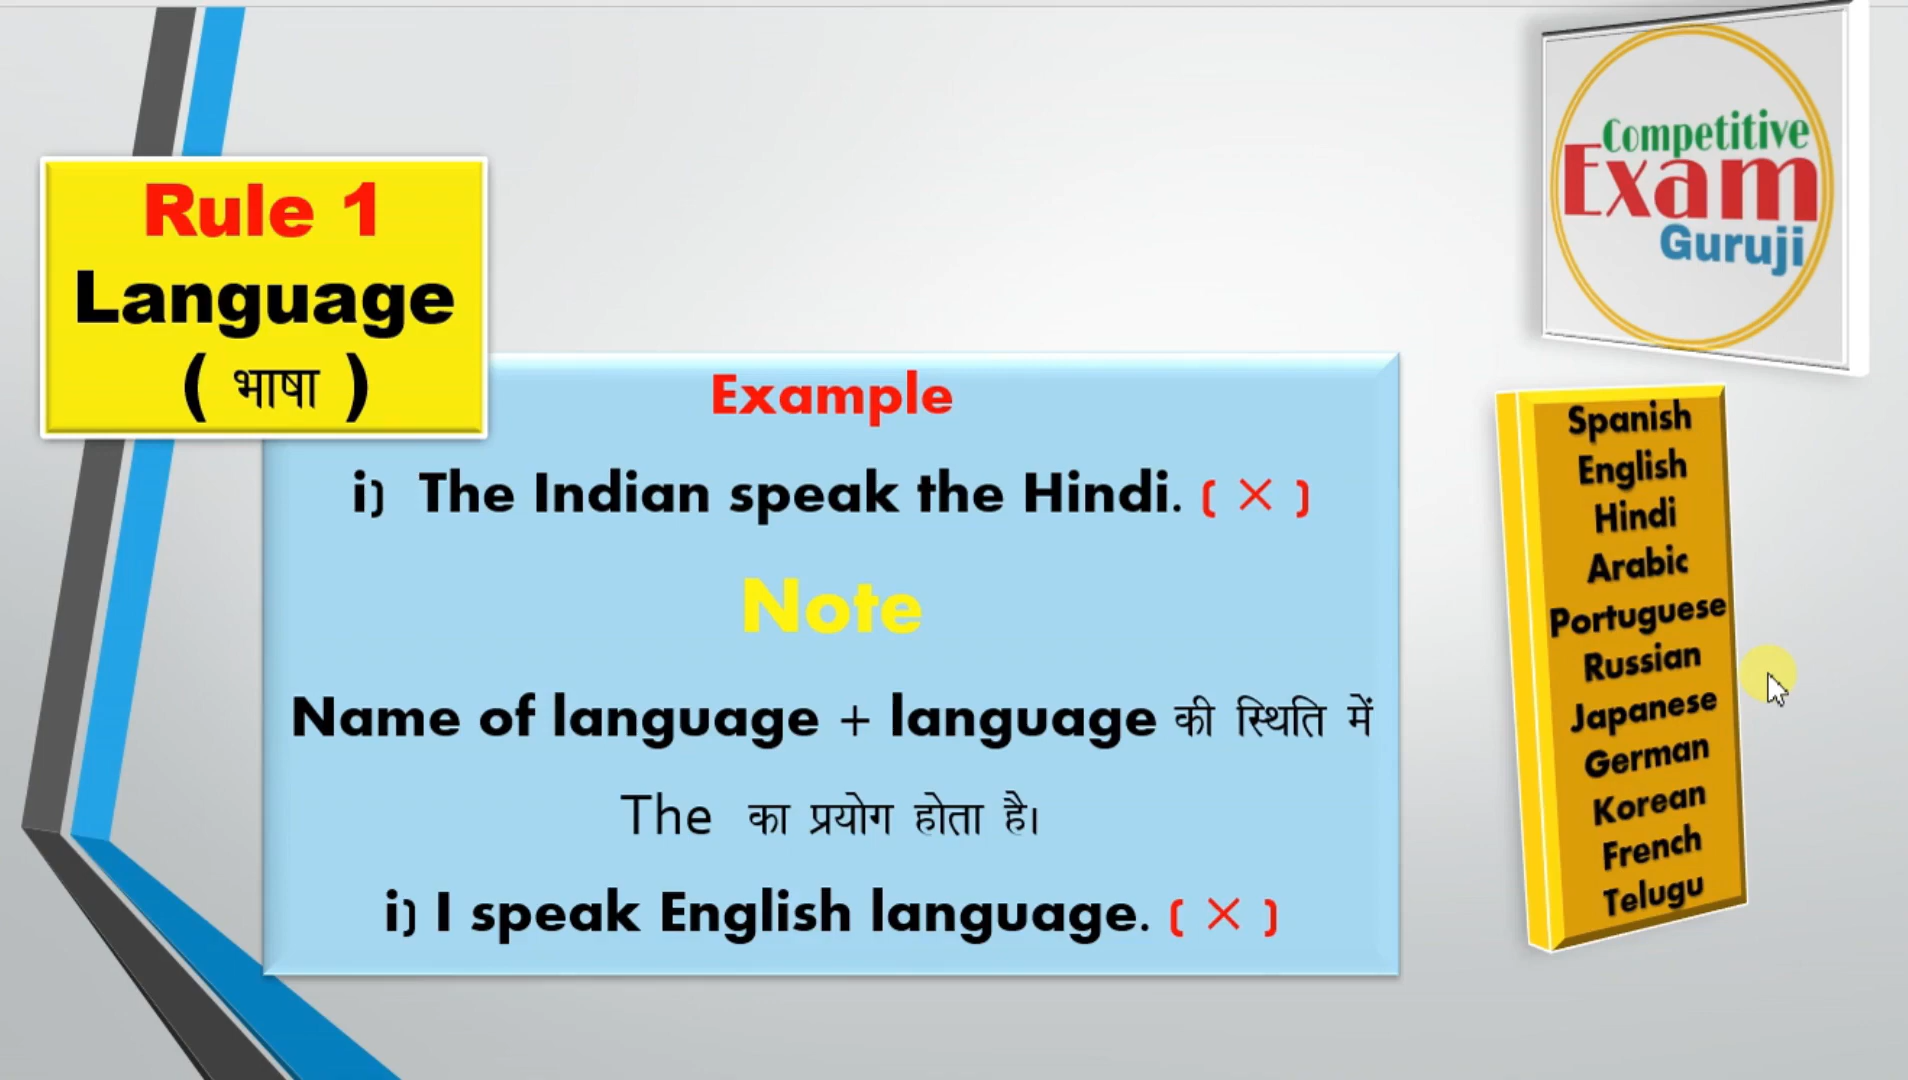 Competitive
Exam
Guruji
Rule 1
Language
( भाषा )
Example
i) The Indian speak the Hindi. ( × )
Note
Name of language + language की स्थिति में
The का प्रयोग होता है।
i) I speak English language. ( × )
Spanish
English
Hindi
Arabic
Portuguese
Russian
Japanese
German
Korean
French
Telugu